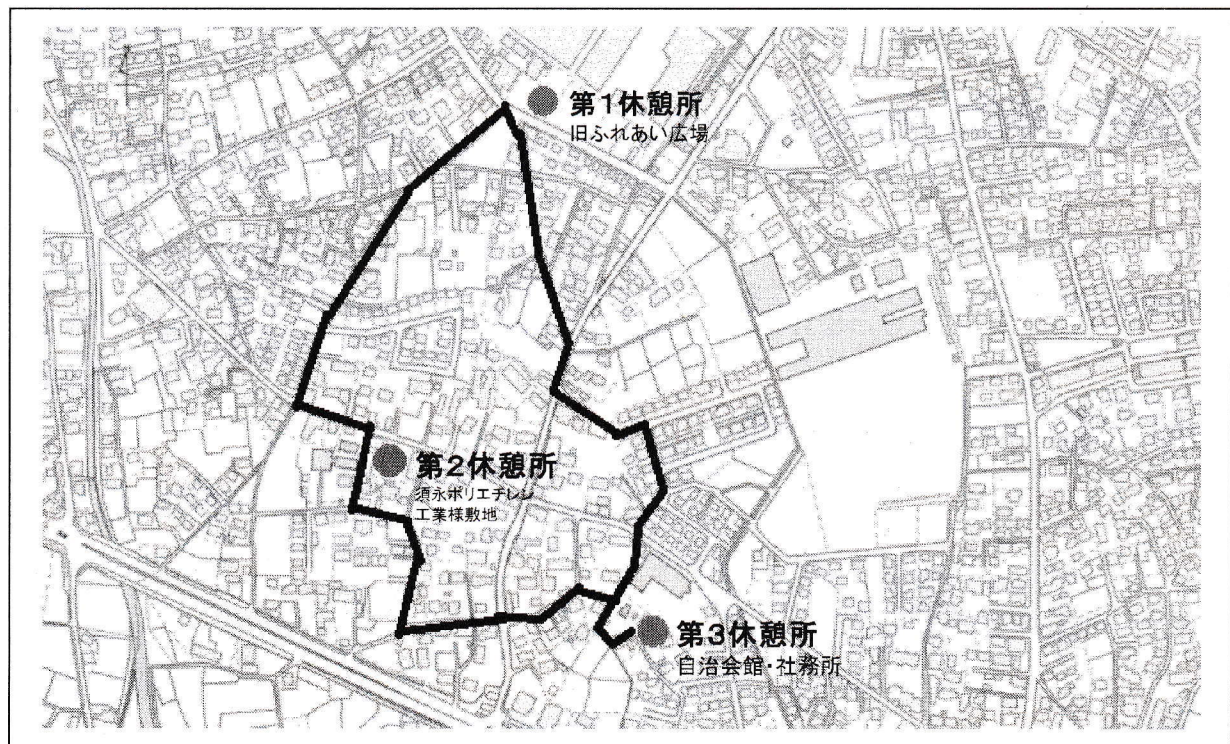 第1休憩所
旧ふれあい広場
第2休憩所
須永ポリエチレン
工業様敷地
第3休憩所
自治会館・社務所